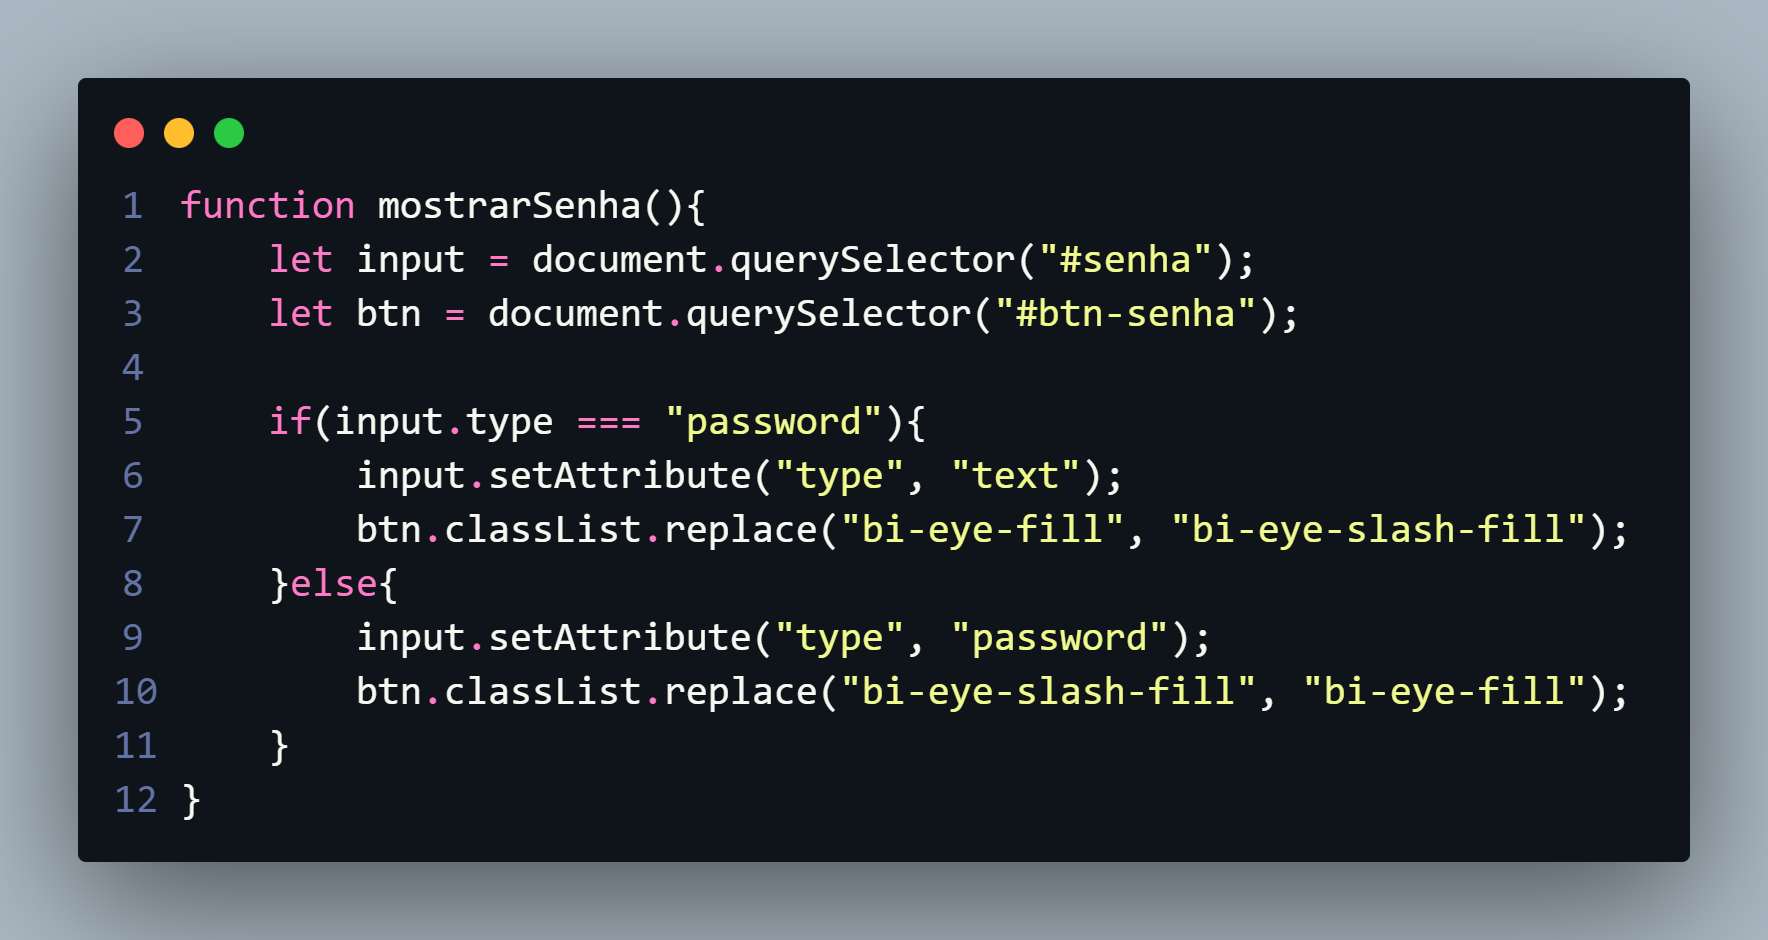 1 function mostrarSenha(){
2     let input = document.querySelector("#senha");
3     let btn = document.querySelector("#btn-senha");
4
5     if(input.type === "password"){
6         input.setAttribute("type", "text");
7         btn.classList.replace("bi-eye-fill", "bi-eye-slash-fill");
8     }else{
9         input.setAttribute("type", "password");
10         btn.classList.replace("bi-eye-slash-fill", "bi-eye-fill");
11     }
12 }